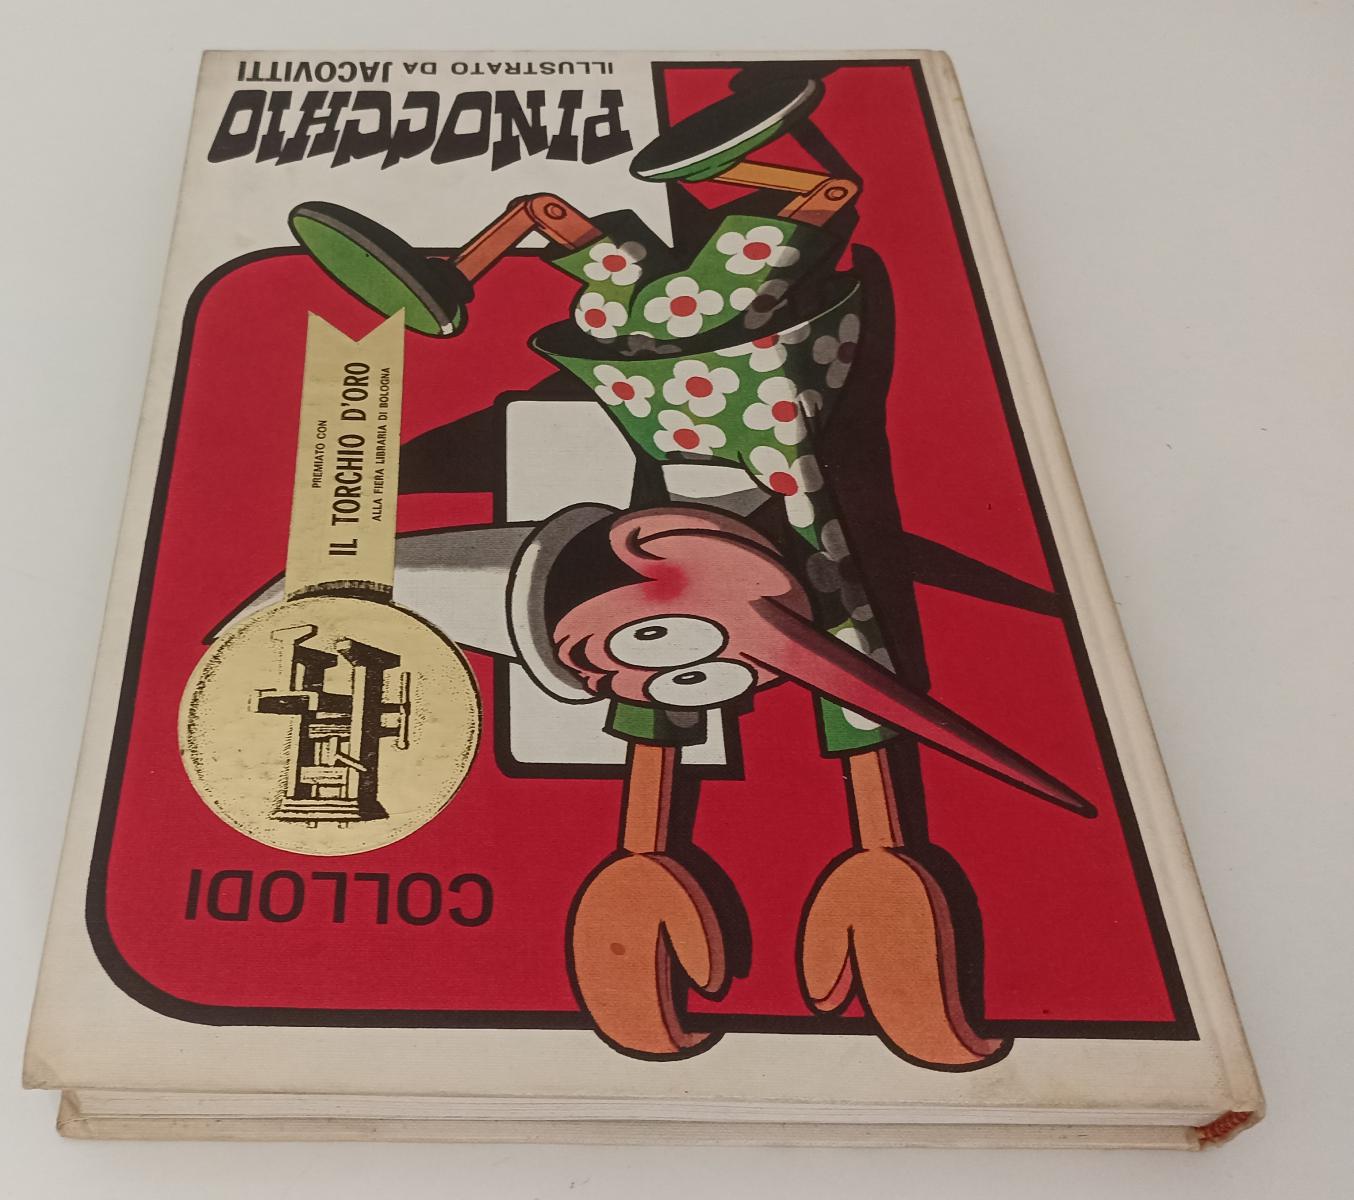 COLLODI
PREMIATO CON
IL TORCHIO D'ORO
ALLA FIERA LIBRARIA DI BOLOGNA
PINOCCHIO
ILLUSTRATO DA JACOVITTI